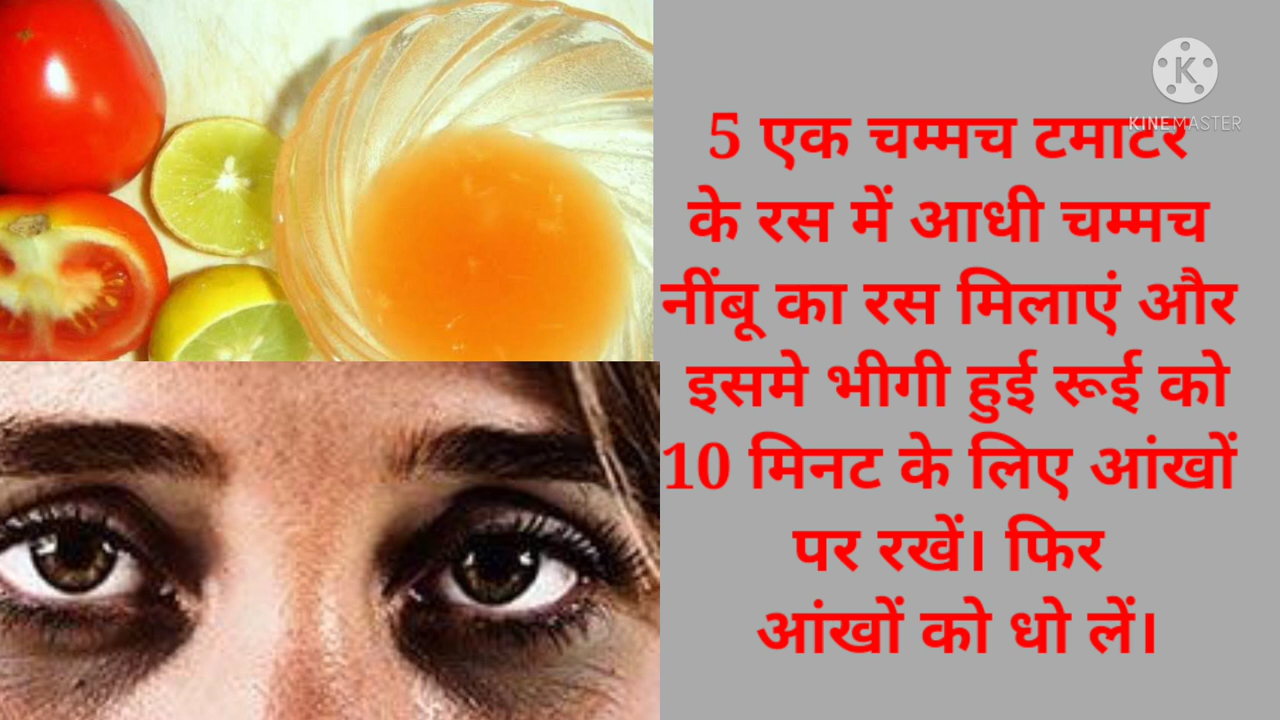 K
KINEMASTER
5 एक चम्मच टमाटर
के रस में आधी चम्मच
नींबू का रस मिलाएं और
इसमे भीगी हुई रूई को
10 मिनट के लिए आंखों
पर रखें। फिर
आंखों को धो लें।